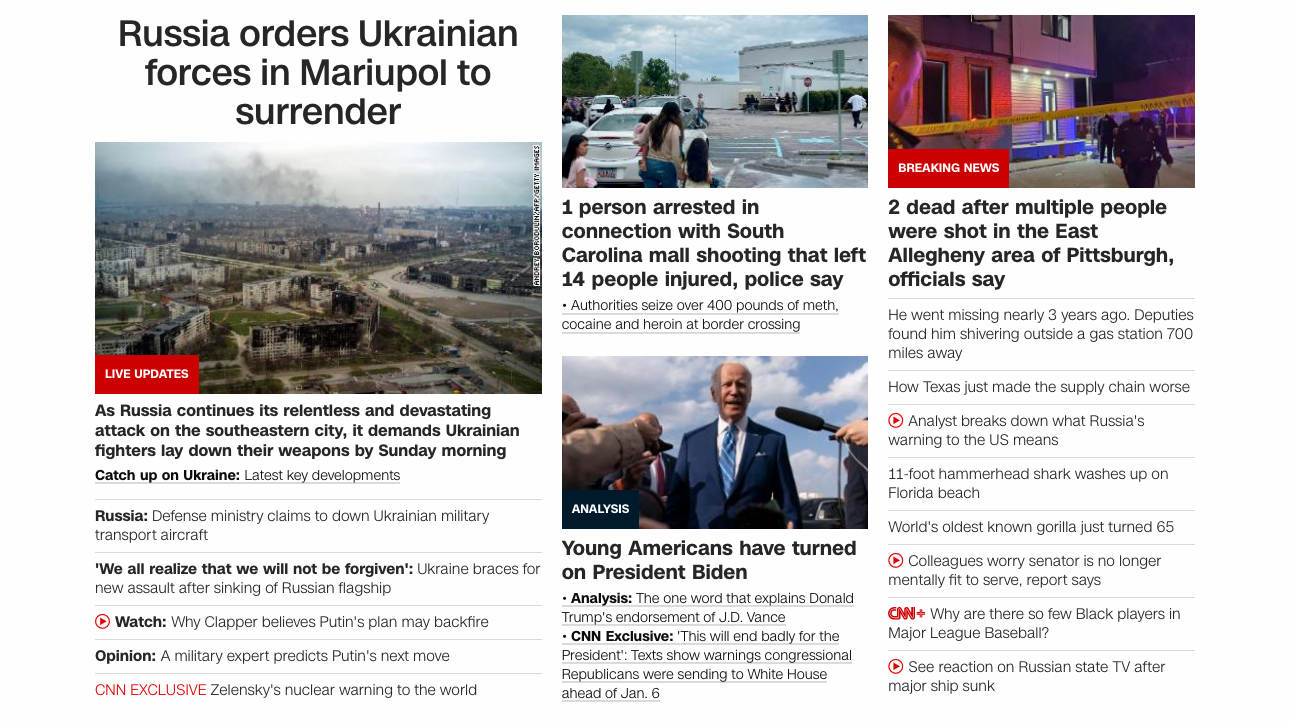 Russia orders Ukrainian
forces in Mariupol to
surrender
ANDREY BORODULIN/AFP/GETTY IMAGES
LIVE UPDATES
As Russia continues its relentless and devastating
attack on the southeastern city, it demands Ukrainian
fighters lay down their weapons by Sunday morning
Catch up on Ukraine: Latest key developments
Russia: Defense ministry claims to down Ukrainian military
transport aircraft
'We all realize that we will not be forgiven': Ukraine braces for
new assault after sinking of Russian flagship
Watch: Why Clapper believes Putin's plan may backfire
Opinion: A military expert predicts Putin's next move
CNN EXCLUSIVE Zelensky's nuclear warning to the world
1 person arrested in
connection with South
Carolina mall shooting that left
14 people injured, police say
• Authorities seize over 400 pounds of meth,
cocaine and heroin at border crossing
ANALYSIS
Young Americans have turned
on President Biden
• Analysis: The one word that explains Donald
Trump's endorsement of J.D. Vance
• CNN Exclusive: 'This will end badly for the
President': Texts show warnings congressional
Republicans were sending to White House
ahead of Jan. 6
BREAKING NEWS
2 dead after multiple people
were shot in the East
Allegheny area of Pittsburgh,
officials say
He went missing nearly 3 years ago. Deputies
found him shivering outside a gas station 700
miles away
How Texas just made the supply chain worse
Analyst breaks down what Russia's
warning to the US means
11-foot hammerhead shark washes up on
Florida beach
World's oldest known gorilla just turned 65
Colleagues worry senator is no longer
mentally fit to serve, report says
CNN+ Why are there so few Black players in
Major League Baseball?
See reaction on Russian state TV after
major ship sunk